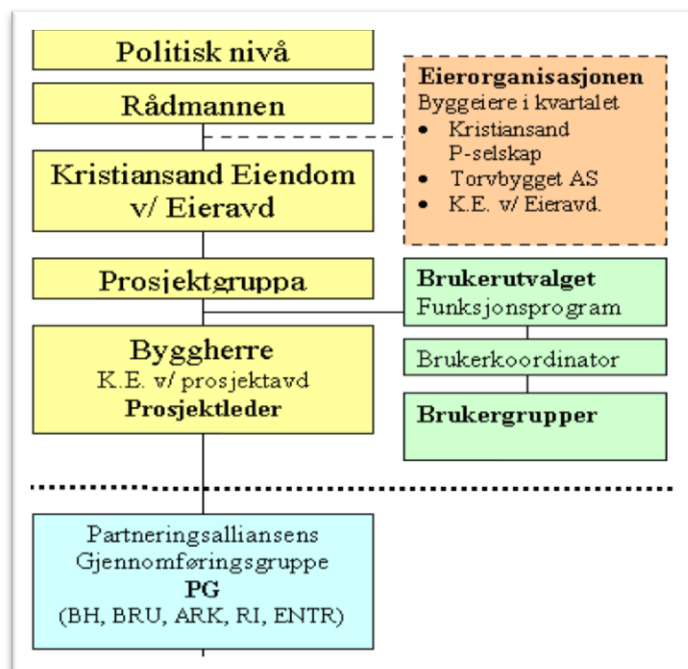 Politisk nivå
Rådmannen
Kristiansand Eiendom
v/ Eieravd
Prosjektgruppa
Byggherre
K.E. v/ prosjektavd
Prosjektleder
Eierorganisasjonen
Byggeiere i kvartalet
• Kristiansand
P-selskap
• Torvbygget AS
• K.E. v/ Eieravd.
Brukerutvalget
Funksjonsprogram
Brukerkoordinator
Brukergrupper
Partneringsalliansens
Gjennomføringsgruppe
PG
(BH, BRU, ARK, RI, ENTR)